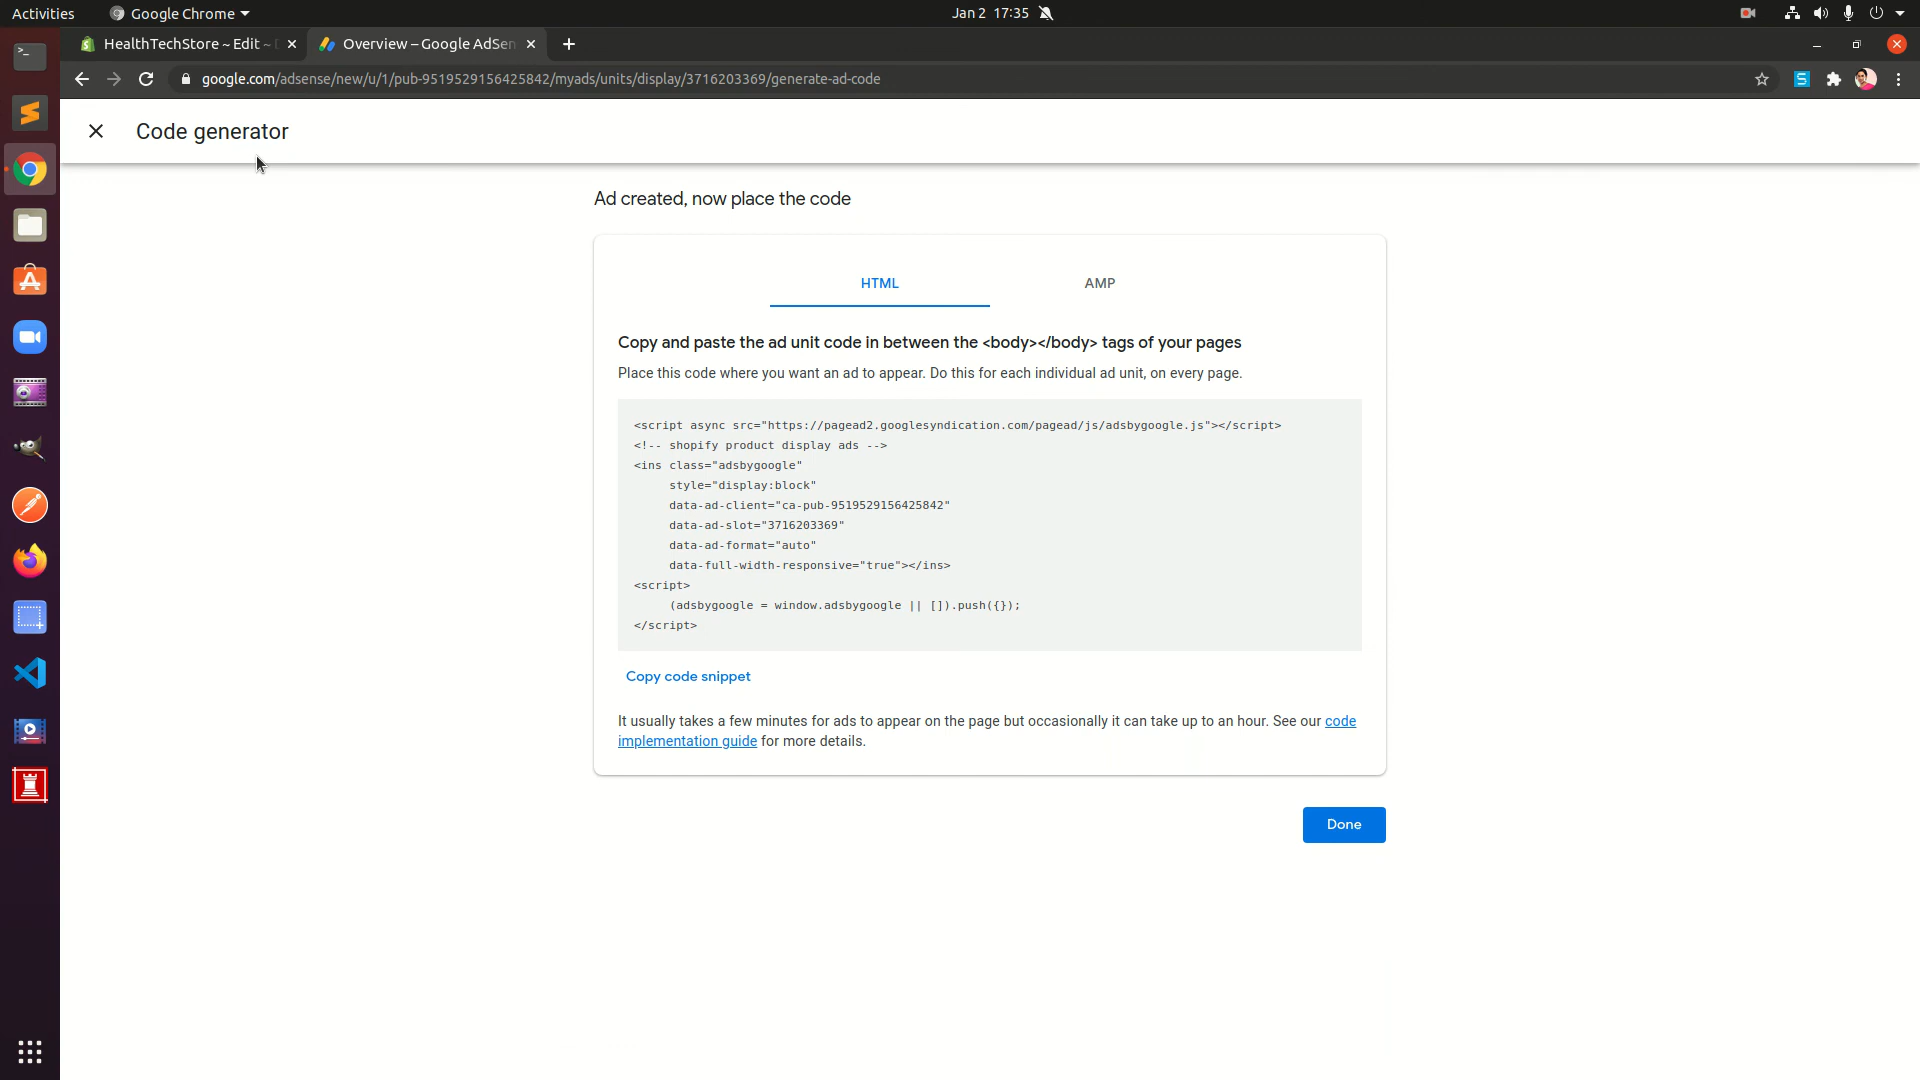 Activities
Google Chrome
Jan 2 17:35
HealthTechStore ~ Edit ~
Overview – Google AdSen
google.com/adsense/new/u/1/pub-9519529156425842/myads/units/display/3716203369/generate-ad-code
Code generator
Ad created, now place the code
HTML
AMP
Copy and paste the ad unit code in between the <body></body> tags of your pages
Place this code where you want an ad to appear. Do this for each individual ad unit, on every page.
<script async src="https://pagead2.googlesyndication.com/pagead/js/adsbygoogle.js"></script>
<!-- shopify product display ads -->
<ins class="adsbygoogle"
style="display:block"
data-ad-client="ca-pub-9519529156425842"
data-ad-slot="3716203369"
data-ad-format="auto"
data-full-width-responsive="true"></ins>
<script>
(adsbygoogle = window.adsbygoogle || []).push({});
</script>
Copy code snippet
It usually takes a few minutes for ads to appear on the page but occasionally it can take up to an hour. See our code
implementation guide for more details.
Done